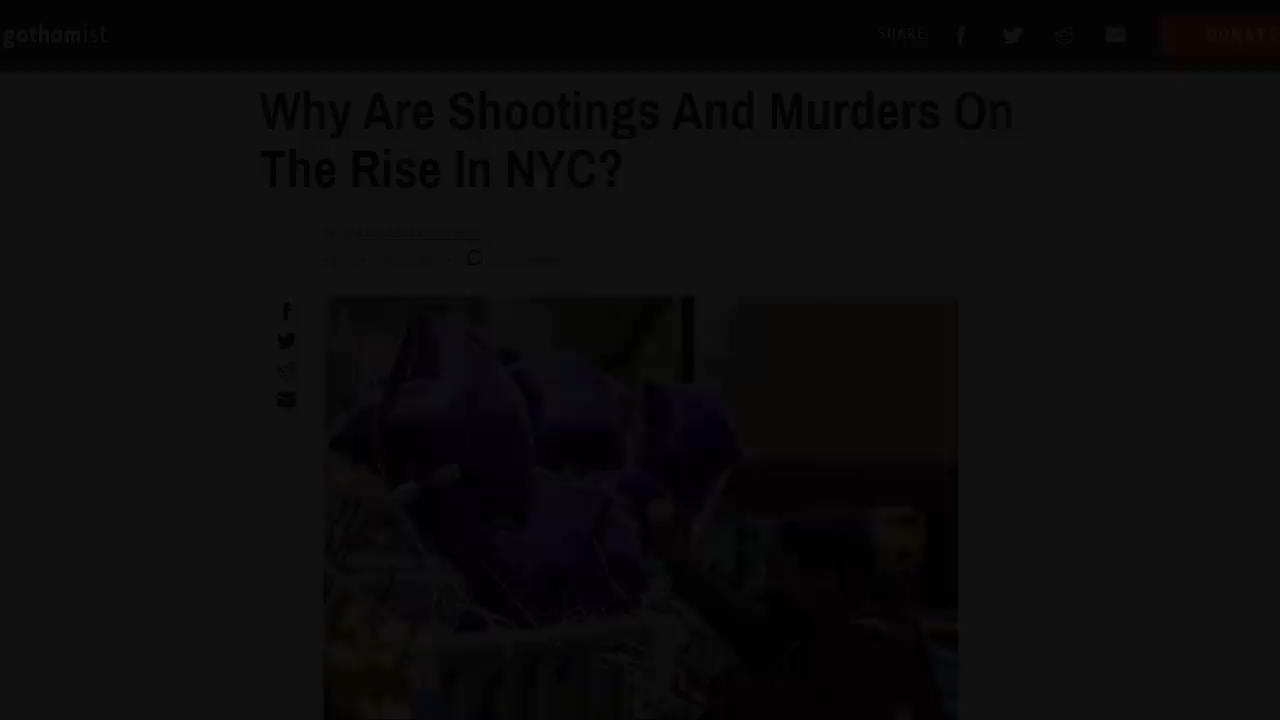 gothamist
SHARE
DONATE
Why Are Shootings And Murders On
The Rise In NYC?